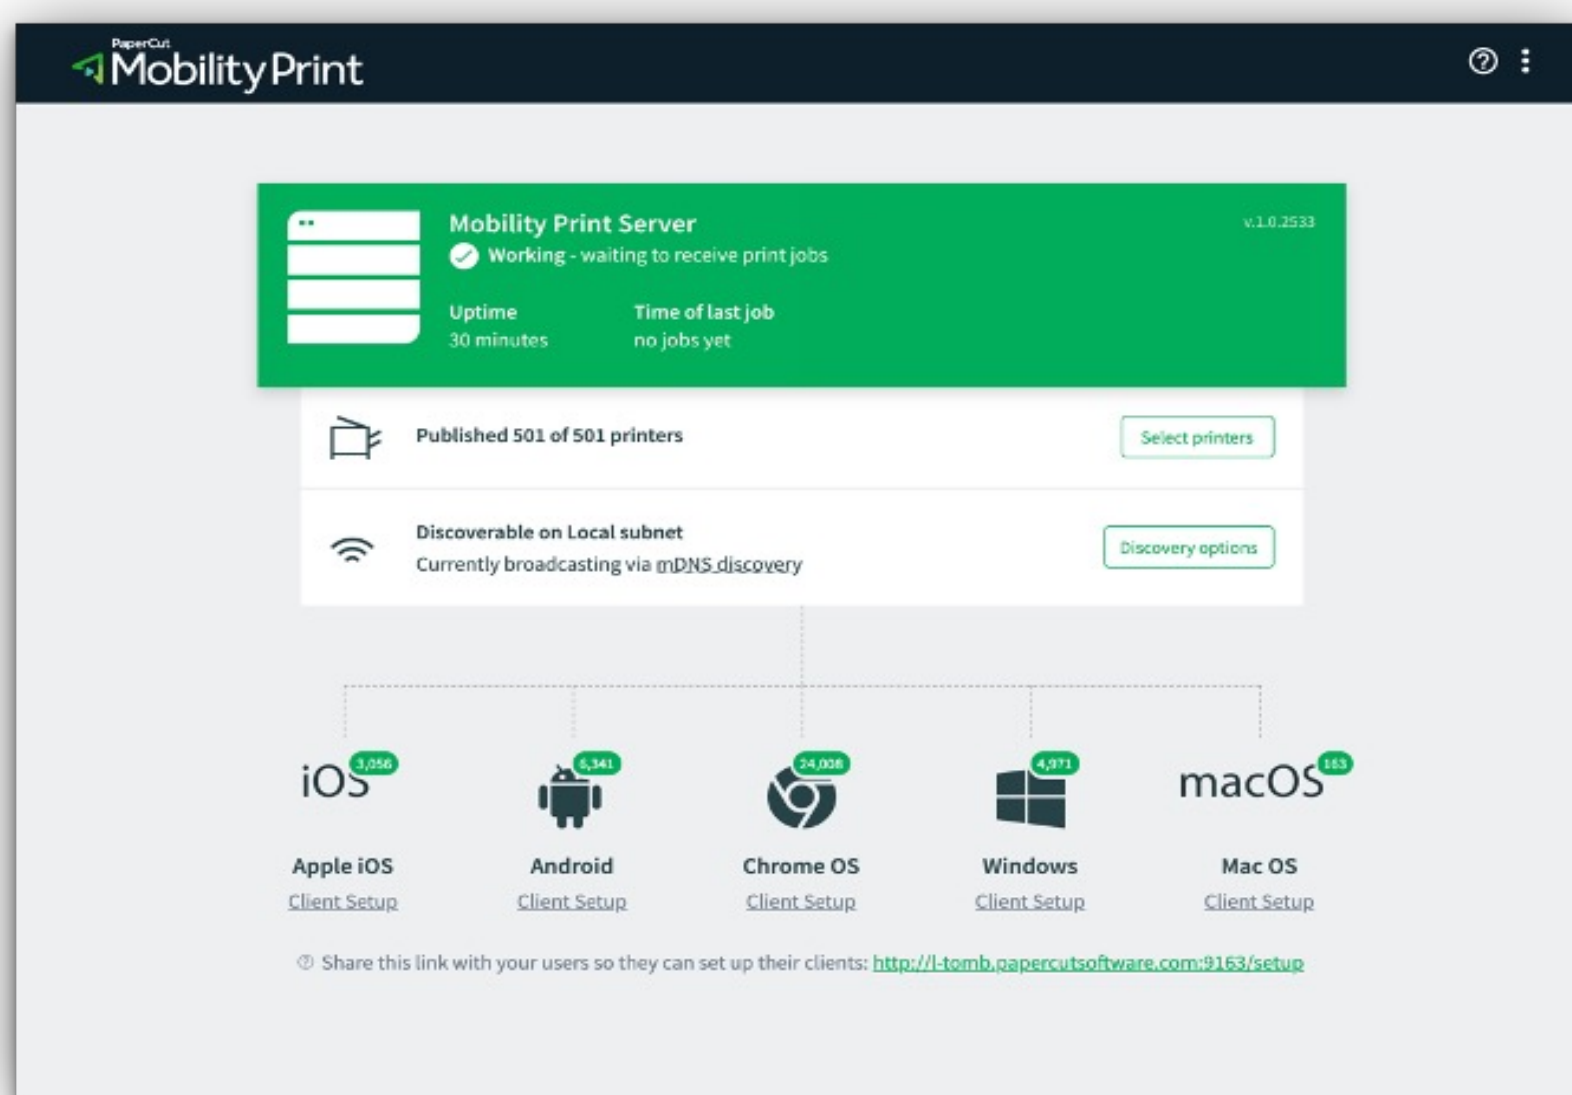 PaperCut
Mobility Print
Mobility Print Server
v.1.0.2533
Working - waiting to receive print jobs
Uptime
Time of last job
30 minutes
no jobs yet
Published 501 of 501 printers
Select printers
Discoverable on Local subnet
Currently broadcasting via mDNS discovery
Discovery options
iOS
3,056
6,341
24,008
4,971
macOS
163
Apple iOS
Android
Chrome OS
Windows
Mac OS
Client Setup
Client Setup
Client Setup
Client Setup
Client Setup
Share this link with your users so they can set up their clients: http://l-tomb.papercutsoftware.com:9163/setup